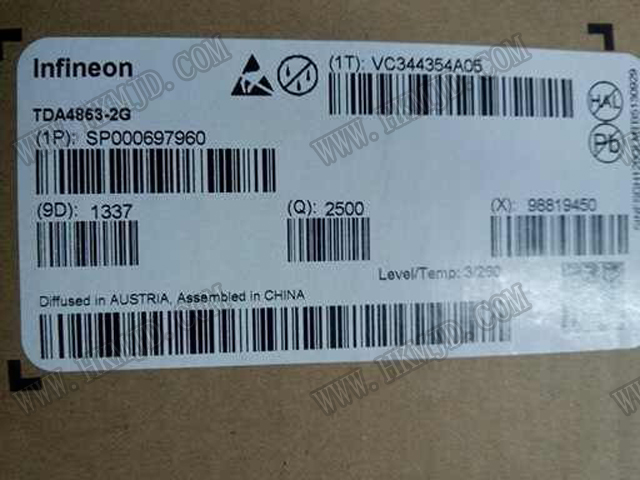 Infineon
(1T): VC344354A05
TDA4863-2G
(1P): SP000697960
HAL
Pb
(9D): 1337
(Q): 2500
(X): 98819450
Level/Temp: 3/260
Diffused in AUSTRIA, Assembled in CHINA
WWW.HKMJD.COM